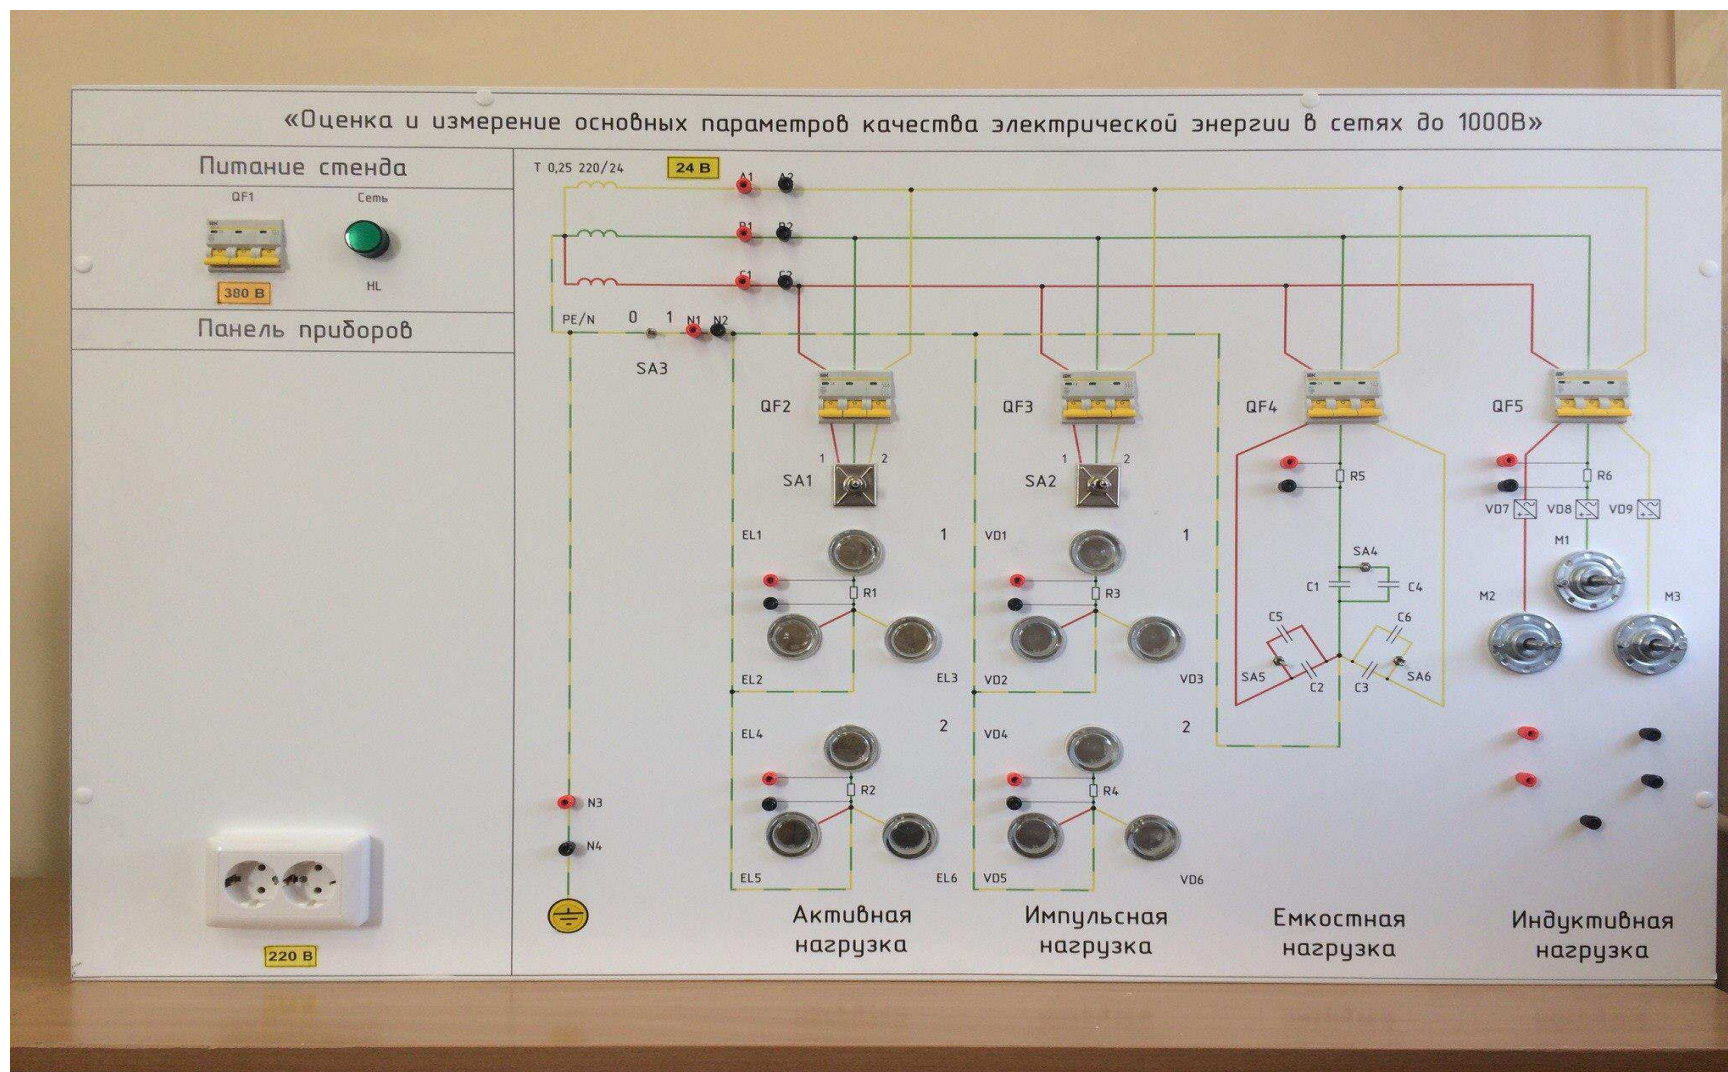 «Оценка и измерение основных параметров качества электрической энергии в сетях до 1000В»
Питание стенда
QF1
Сеть
380 В
HL
Панель приборов
220 В
T 0,25 220/24
24 В
A1 A2
B1 B2
C1 C2
PE/N
0 1
N1 N2
SA3
QF2
QF3
QF4
QF5
1 2
SA1
1 2
SA2
R5
R6
VD7
VD8
VD9
EL1
1
VD1
1
M1
SA4
R1
R3
C1
C4
M2
M3
C5
C6
EL2
EL3
VD2
VD3
SA5
C2
C3
SA6
EL4
2
VD4
2
R2
R4
N3
N4
EL5
EL6
VD5
VD6
Активная
нагрузка
Импульсная
нагрузка
Емкостная
нагрузка
Индуктивная
нагрузка